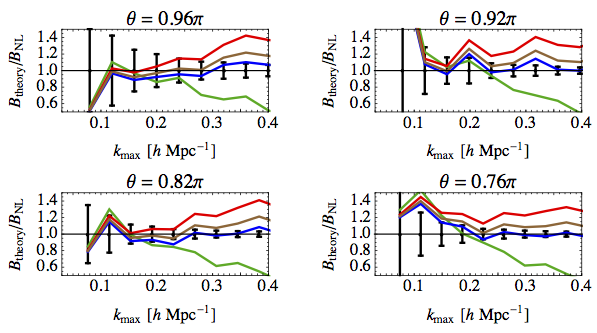 θ = 0.96π
θ = 0.92π
B_theory/B_NL
1.4
1.2
1.0
0.8
0.6
0.1 0.2 0.3 0.4
k_max [h Mpc⁻¹]
B_theory/B_NL
1.4
1.2
1.0
0.8
0.6
0.1 0.2 0.3 0.4
k_max [h Mpc⁻¹]
θ = 0.82π
θ = 0.76π
B_theory/B_NL
1.4
1.2
1.0
0.8
0.6
0.1 0.2 0.3 0.4
k_max [h Mpc⁻¹]
B_theory/B_NL
1.4
1.2
1.0
0.8
0.6
0.1 0.2 0.3 0.4
k_max [h Mpc⁻¹]